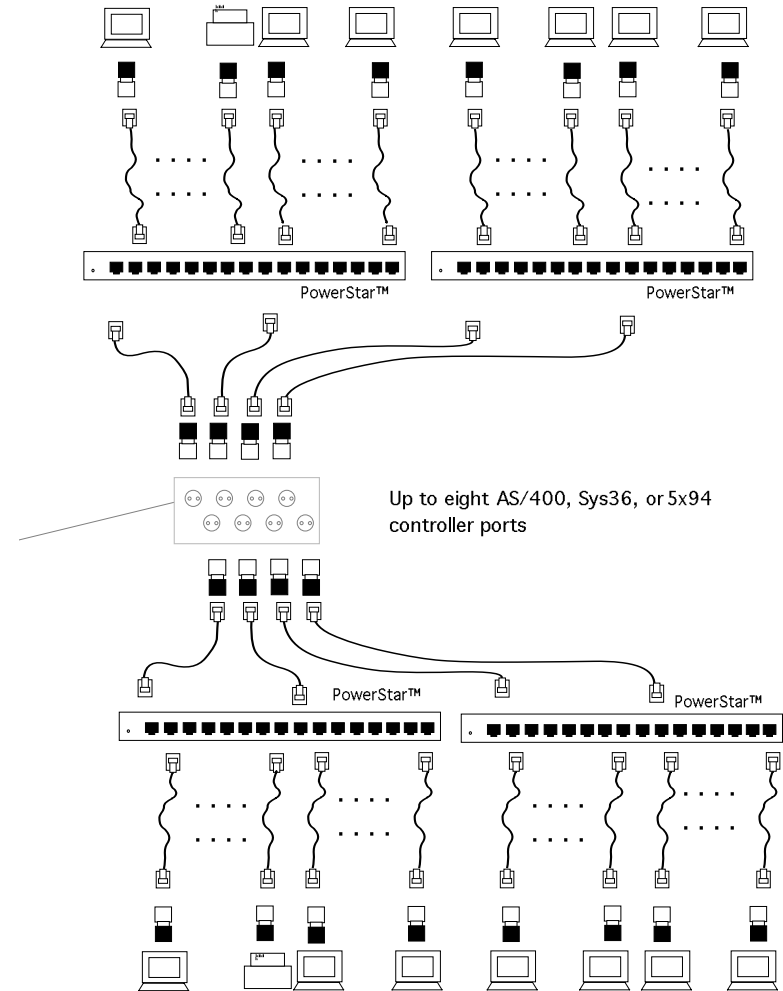 PowerStar™
PowerStar™
Up to eight AS/400, Sys36, or 5x94
controller ports
PowerStar™
PowerStar™